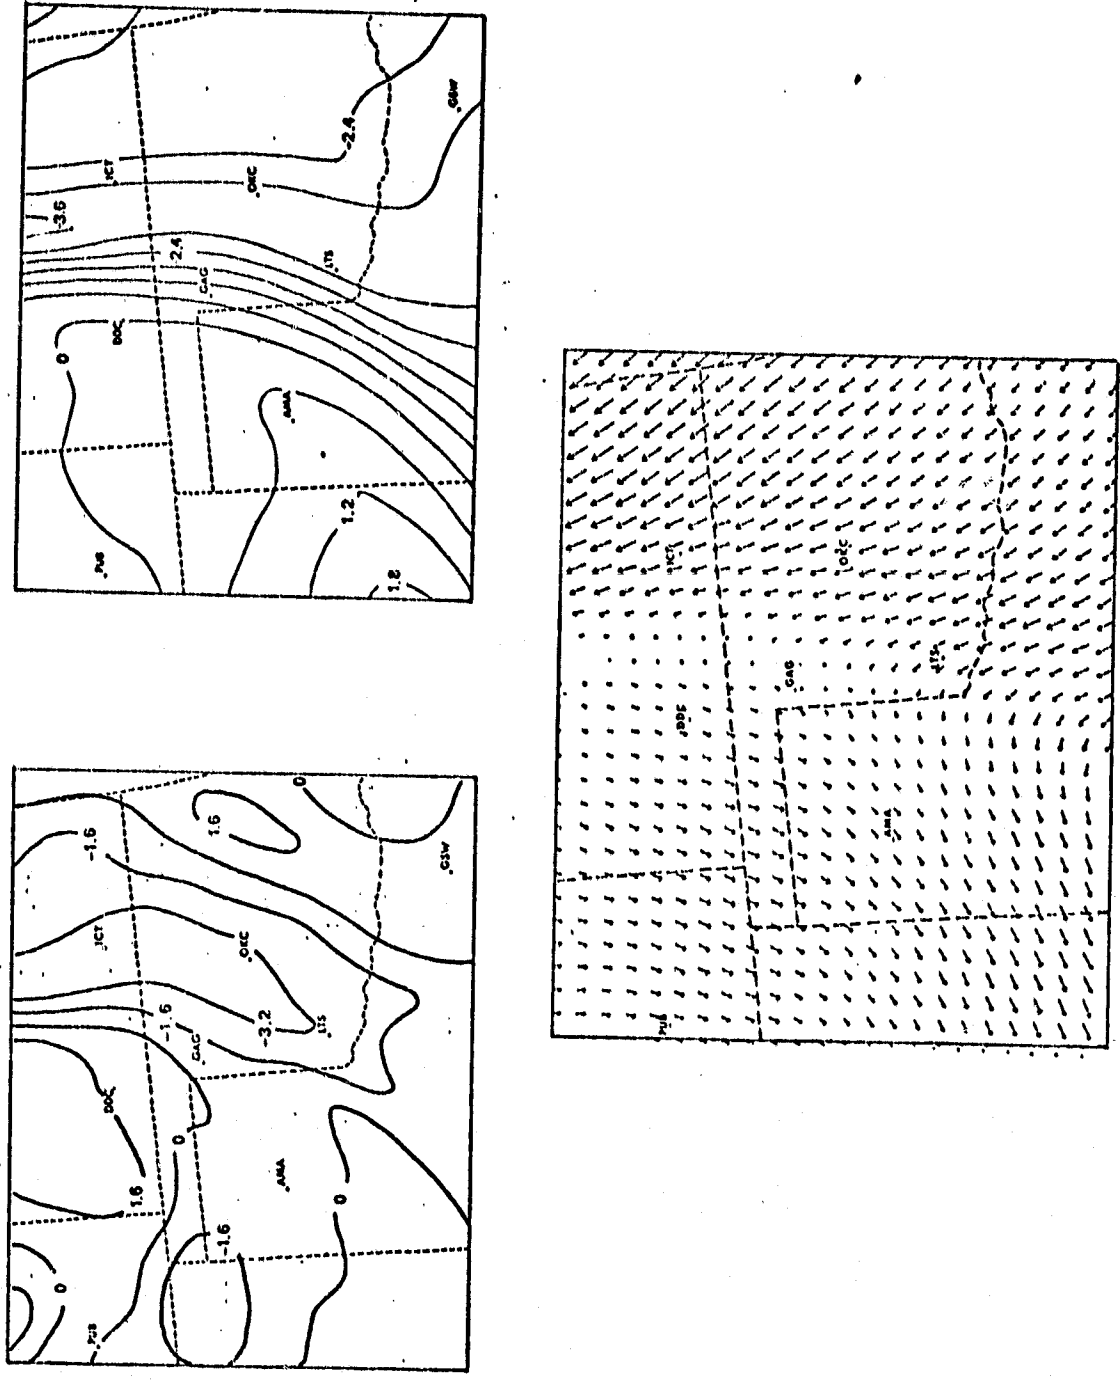 -3.6
ICT
-2.4
GAG
OKC
-2.4
GSW
LTS
0
DDC
AMA
1.2
1.8
PUB
-1.6
ICT
1.6
0
OKC
GSW
-1.6
GAG
-3.2
LTS
DDC
0
1.6
AMA
0
-1.6
0
PUB
ICT
OKC
GAG
LTS
DDC
AMA
PUB